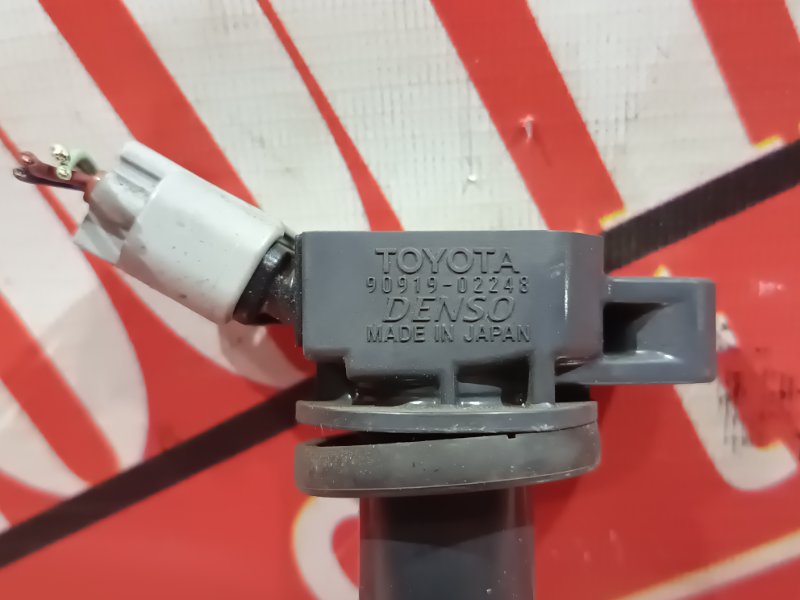 TOYOTA
90919-02248
DENSO
MADE IN JAPAN